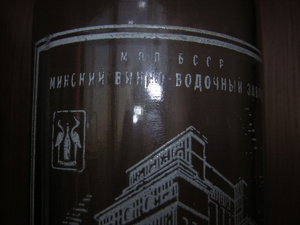 МПП БССР
МИНСКИЙ ВИННО-ВОДОЧНЫЙ ЗАВОД